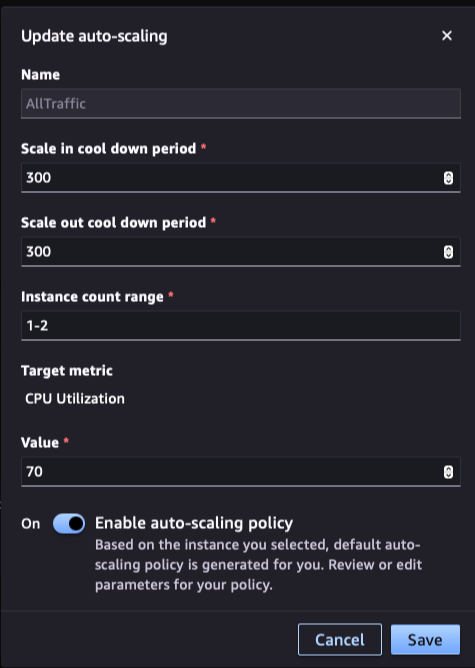 Update auto-scaling
Name
AllTraffic
Scale in cool down period *
300
Scale out cool down period *
300
Instance count range *
1-2
Target metric
CPU Utilization
Value *
70
On Enable auto-scaling policy
Based on the instance you selected, default auto-
scaling policy is generated for you. Review or edit
parameters for your policy.
Cancel Save